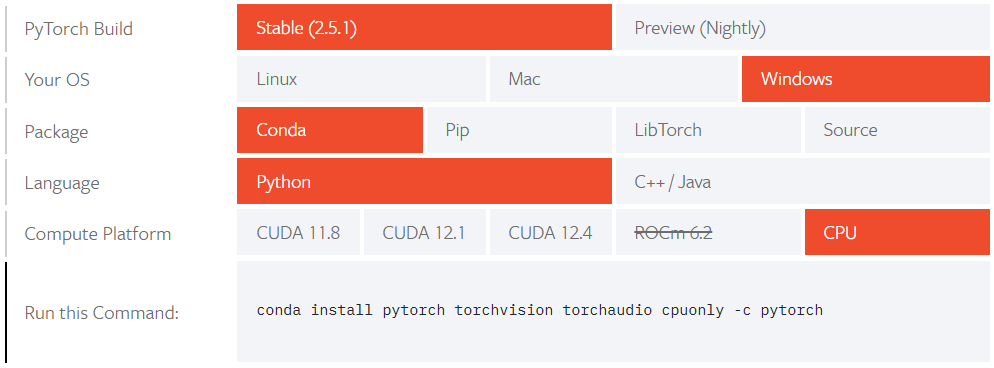 PyTorch Build Stable (2.5.1) Preview (Nightly)
Your OS Linux Mac Windows
Package Conda Pip LibTorch Source
Language Python C++ / Java
Compute Platform CUDA 11.8 CUDA 12.1 CUDA 12.4 ROCm 6.2 CPU
Run this Command: conda install pytorch torchvision torchaudio cpuonly -c pytorch